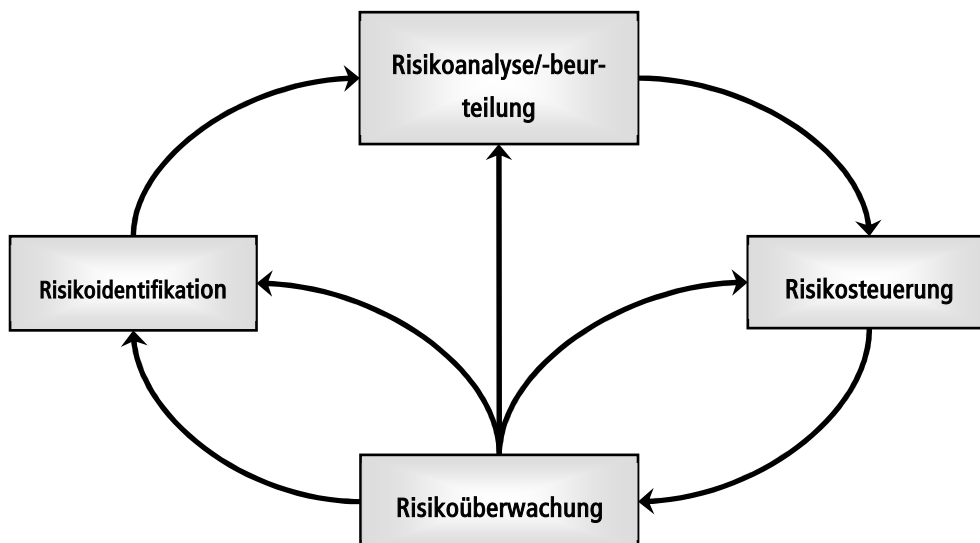 Risikoanalyse/-beur-
teilung
Risikoidentifikation
Risikosteuerung
Risikoüberwachung